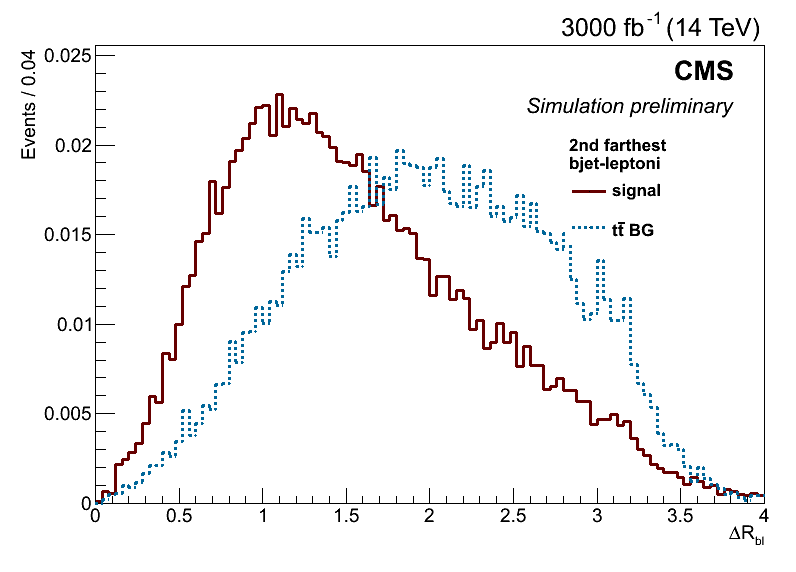 3000 fb⁻¹ (14 TeV)
Events / 0.04
0.025
0.02
0.015
0.01
0.005
0
CMS
Simulation preliminary
2nd farthest
bjet-leptoni
signal
tt̄ BG
0 0.5 1 1.5 2 2.5 3 3.5 4
ΔR_bl